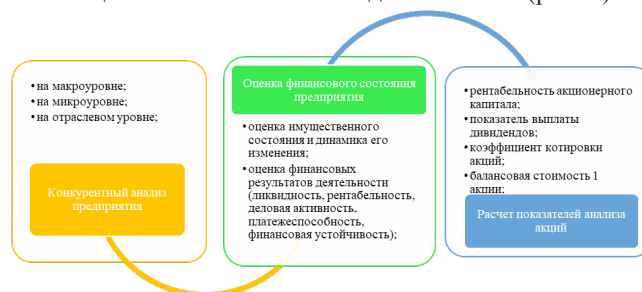 • на макроуровне;
• на микроуровне;
• на отраслевом уровне;
Конкурентный анализ
предприятия
Оценка финансового состояния
предприятия
• оценка имущественного
состояния и динамика его
изменения;
• оценка финансовых
результатов деятельности
(ликвидность, рентабельность,
деловая активность,
платежеспособность,
финансовая устойчивость);
• рентабельность акционерного
капитала;
• показатель выплаты
дивидендов;
• коэффициент котировки
акций;
• балансовая стоимость 1
акции;
Расчет показателей анализа
акций